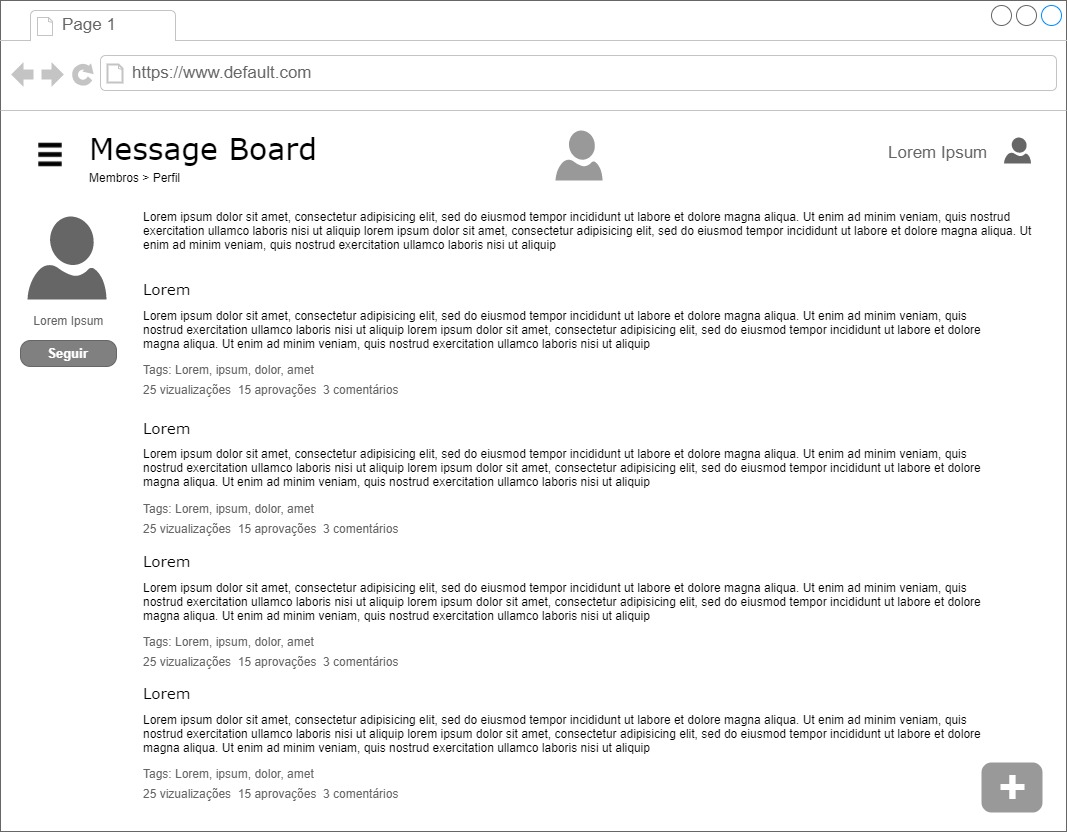 Page 1
https://www.default.com
Message Board
Lorem Ipsum
Membros > Perfil
Lorem ipsum dolor sit amet, consectetur adipisicing elit, sed do eiusmod tempor incididunt ut labore et dolore magna aliqua. Ut enim ad minim veniam, quis nostrud
exercitation ullamco laboris nisi ut aliquip lorem ipsum dolor sit amet, consectetur adipisicing elit, sed do eiusmod tempor incididunt ut labore et dolore magna aliqua. Ut
enim ad minim veniam, quis nostrud exercitation ullamco laboris nisi ut aliquip
Lorem Ipsum
Seguir
Lorem
Lorem ipsum dolor sit amet, consectetur adipisicing elit, sed do eiusmod tempor incididunt ut labore et dolore magna aliqua. Ut enim ad minim veniam, quis
nostrud exercitation ullamco laboris nisi ut aliquip lorem ipsum dolor sit amet, consectetur adipisicing elit, sed do eiusmod tempor incididunt ut labore et dolore
magna aliqua. Ut enim ad minim veniam, quis nostrud exercitation ullamco laboris nisi ut aliquip
Tags: Lorem, ipsum, dolor, amet
25 vizualizações 15 aprovações 3 comentários
Lorem
Lorem ipsum dolor sit amet, consectetur adipisicing elit, sed do eiusmod tempor incididunt ut labore et dolore magna aliqua. Ut enim ad minim veniam, quis
nostrud exercitation ullamco laboris nisi ut aliquip lorem ipsum dolor sit amet, consectetur adipisicing elit, sed do eiusmod tempor incididunt ut labore et dolore
magna aliqua. Ut enim ad minim veniam, quis nostrud exercitation ullamco laboris nisi ut aliquip
Tags: Lorem, ipsum, dolor, amet
25 vizualizações 15 aprovações 3 comentários
Lorem
Lorem ipsum dolor sit amet, consectetur adipisicing elit, sed do eiusmod tempor incididunt ut labore et dolore magna aliqua. Ut enim ad minim veniam, quis
nostrud exercitation ullamco laboris nisi ut aliquip lorem ipsum dolor sit amet, consectetur adipisicing elit, sed do eiusmod tempor incididunt ut labore et dolore
magna aliqua. Ut enim ad minim veniam, quis nostrud exercitation ullamco laboris nisi ut aliquip
Tags: Lorem, ipsum, dolor, amet
25 vizualizações 15 aprovações 3 comentários
Lorem
Lorem ipsum dolor sit amet, consectetur adipisicing elit, sed do eiusmod tempor incididunt ut labore et dolore magna aliqua. Ut enim ad minim veniam, quis
nostrud exercitation ullamco laboris nisi ut aliquip lorem ipsum dolor sit amet, consectetur adipisicing elit, sed do eiusmod tempor incididunt ut labore et dolore
magna aliqua. Ut enim ad minim veniam, quis nostrud exercitation ullamco laboris nisi ut aliquip
Tags: Lorem, ipsum, dolor, amet
25 vizualizações 15 aprovações 3 comentários